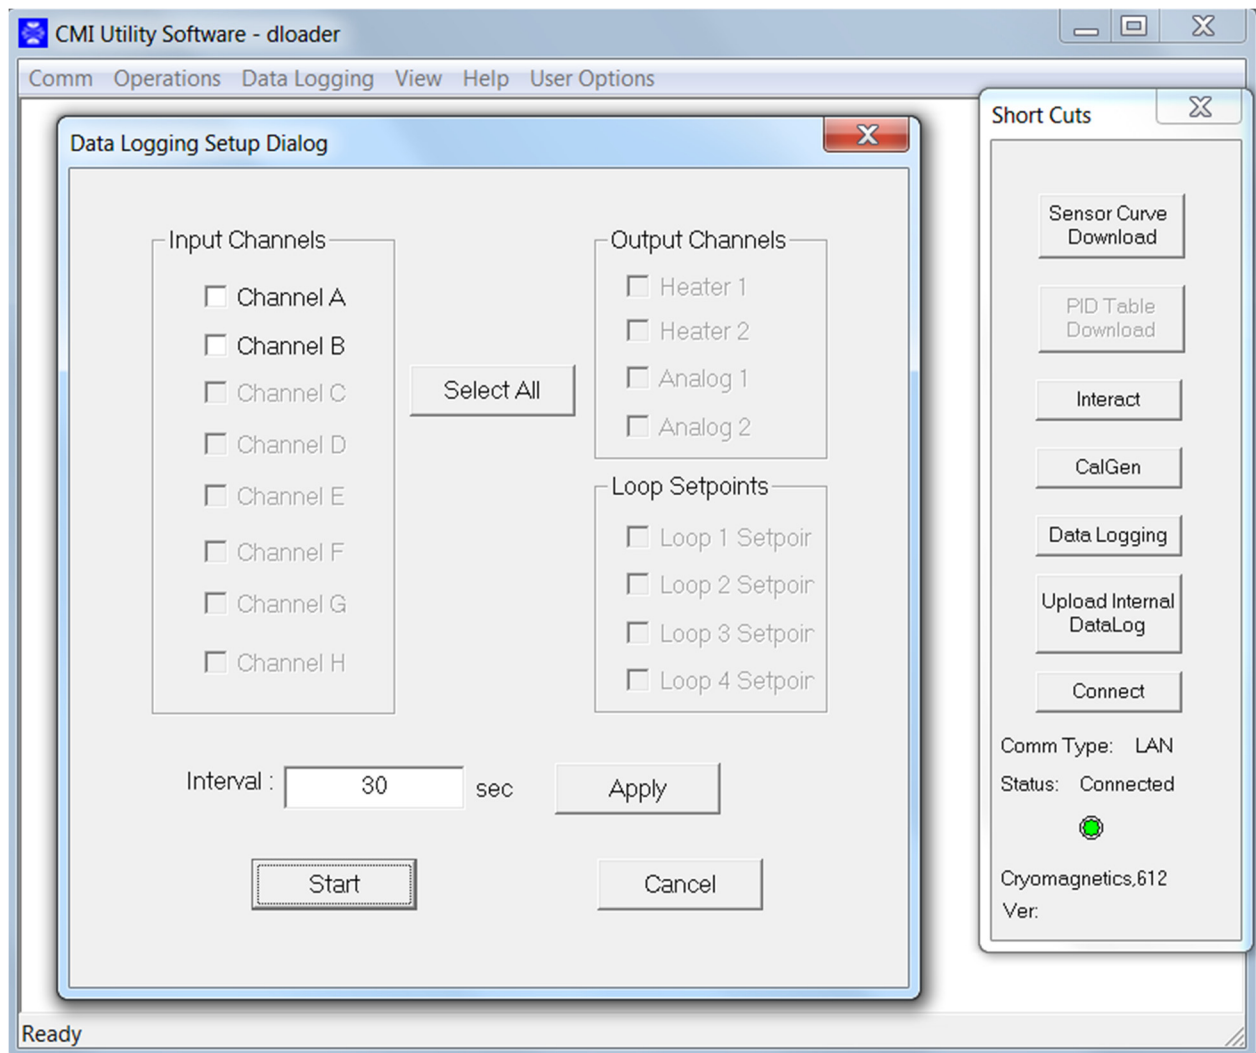 CMI Utility Software - dloader
Comm Operations Data Logging View Help User Options
Data Logging Setup Dialog
Input Channels
Channel A
Channel B
Channel C
Channel D
Channel E
Channel F
Channel G
Channel H
Select All
Output Channels
Heater 1
Heater 2
Analog 1
Analog 2
Loop Setpoints
Loop 1 Setpoir
Loop 2 Setpoir
Loop 3 Setpoir
Loop 4 Setpoir
Interval : 30 sec
Apply
Start
Cancel
Short Cuts
Sensor Curve
Download
PID Table
Download
Interact
CalGen
Data Logging
Upload Internal
DataLog
Connect
Comm Type: LAN
Status: Connected
Cryomagnetics,612
Ver:
Ready